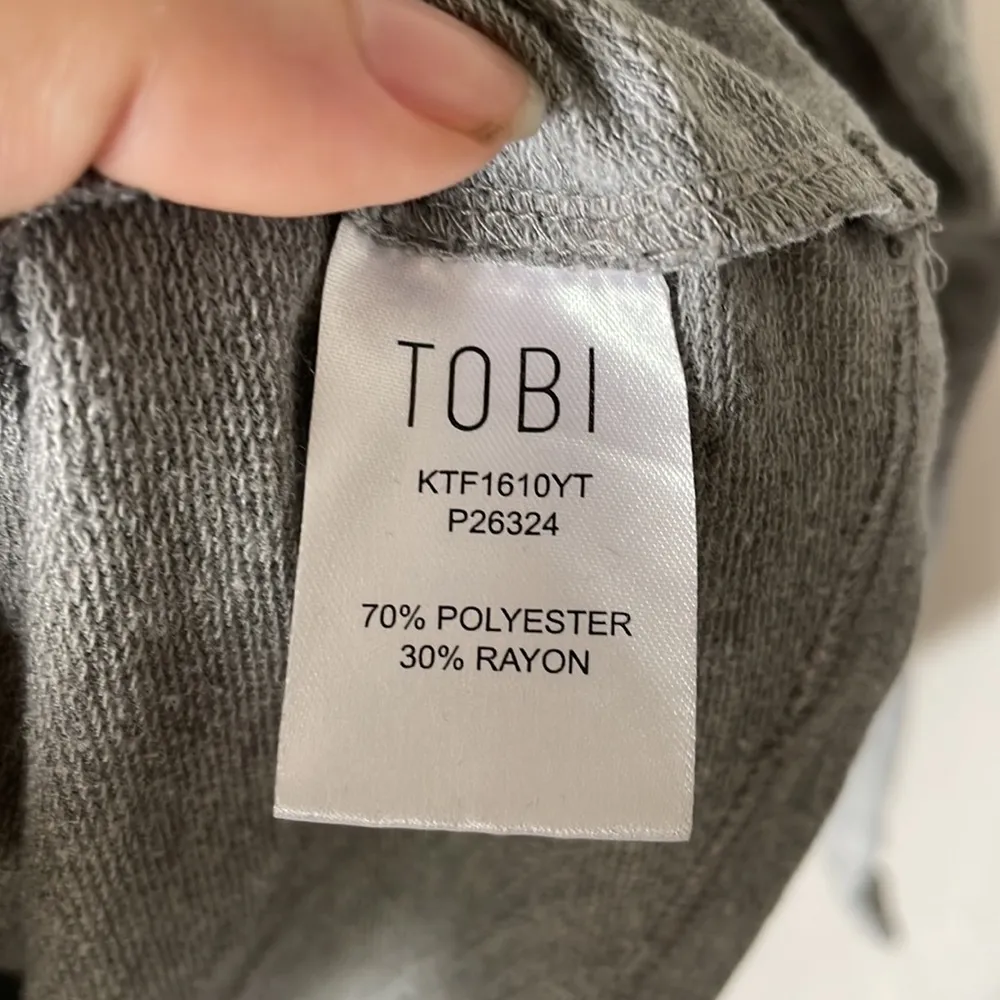 TOBI
KTF1610YT
P26324
70% POLYESTER
30% RAYON